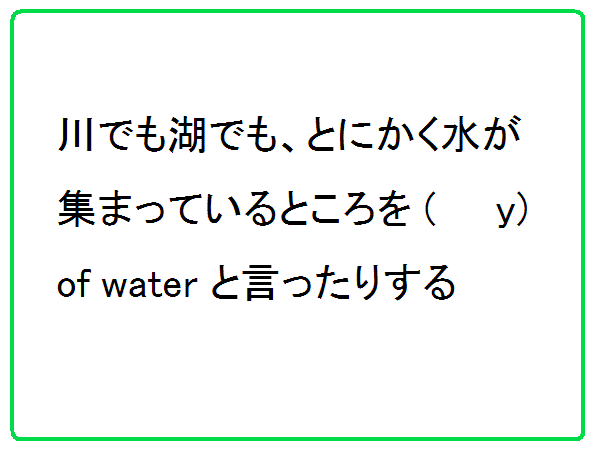 川でも湖でも、とにかく水が
集まっているところを (　　y)
of water と言ったりする